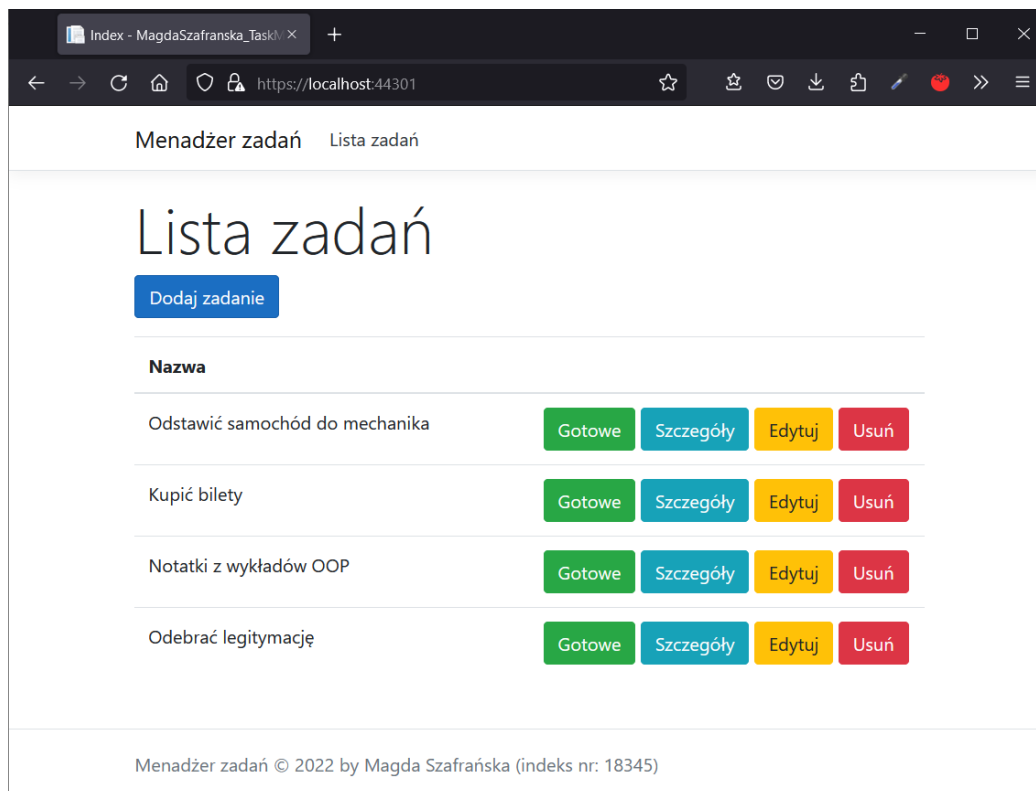 Index - MagdaSzafranska_TaskM
https://localhost:44301
Menadżer zadań Lista zadań
Lista zadań
Dodaj zadanie
Nazwa
Odstawić samochód do mechanika Gotowe Szczegóły Edytuj Usuń
Kupić bilety Gotowe Szczegóły Edytuj Usuń
Notatki z wykładów OOP Gotowe Szczegóły Edytuj Usuń
Odebrać legitymację Gotowe Szczegóły Edytuj Usuń
Menadżer zadań © 2022 by Magda Szafrańska (indeks nr: 18345)